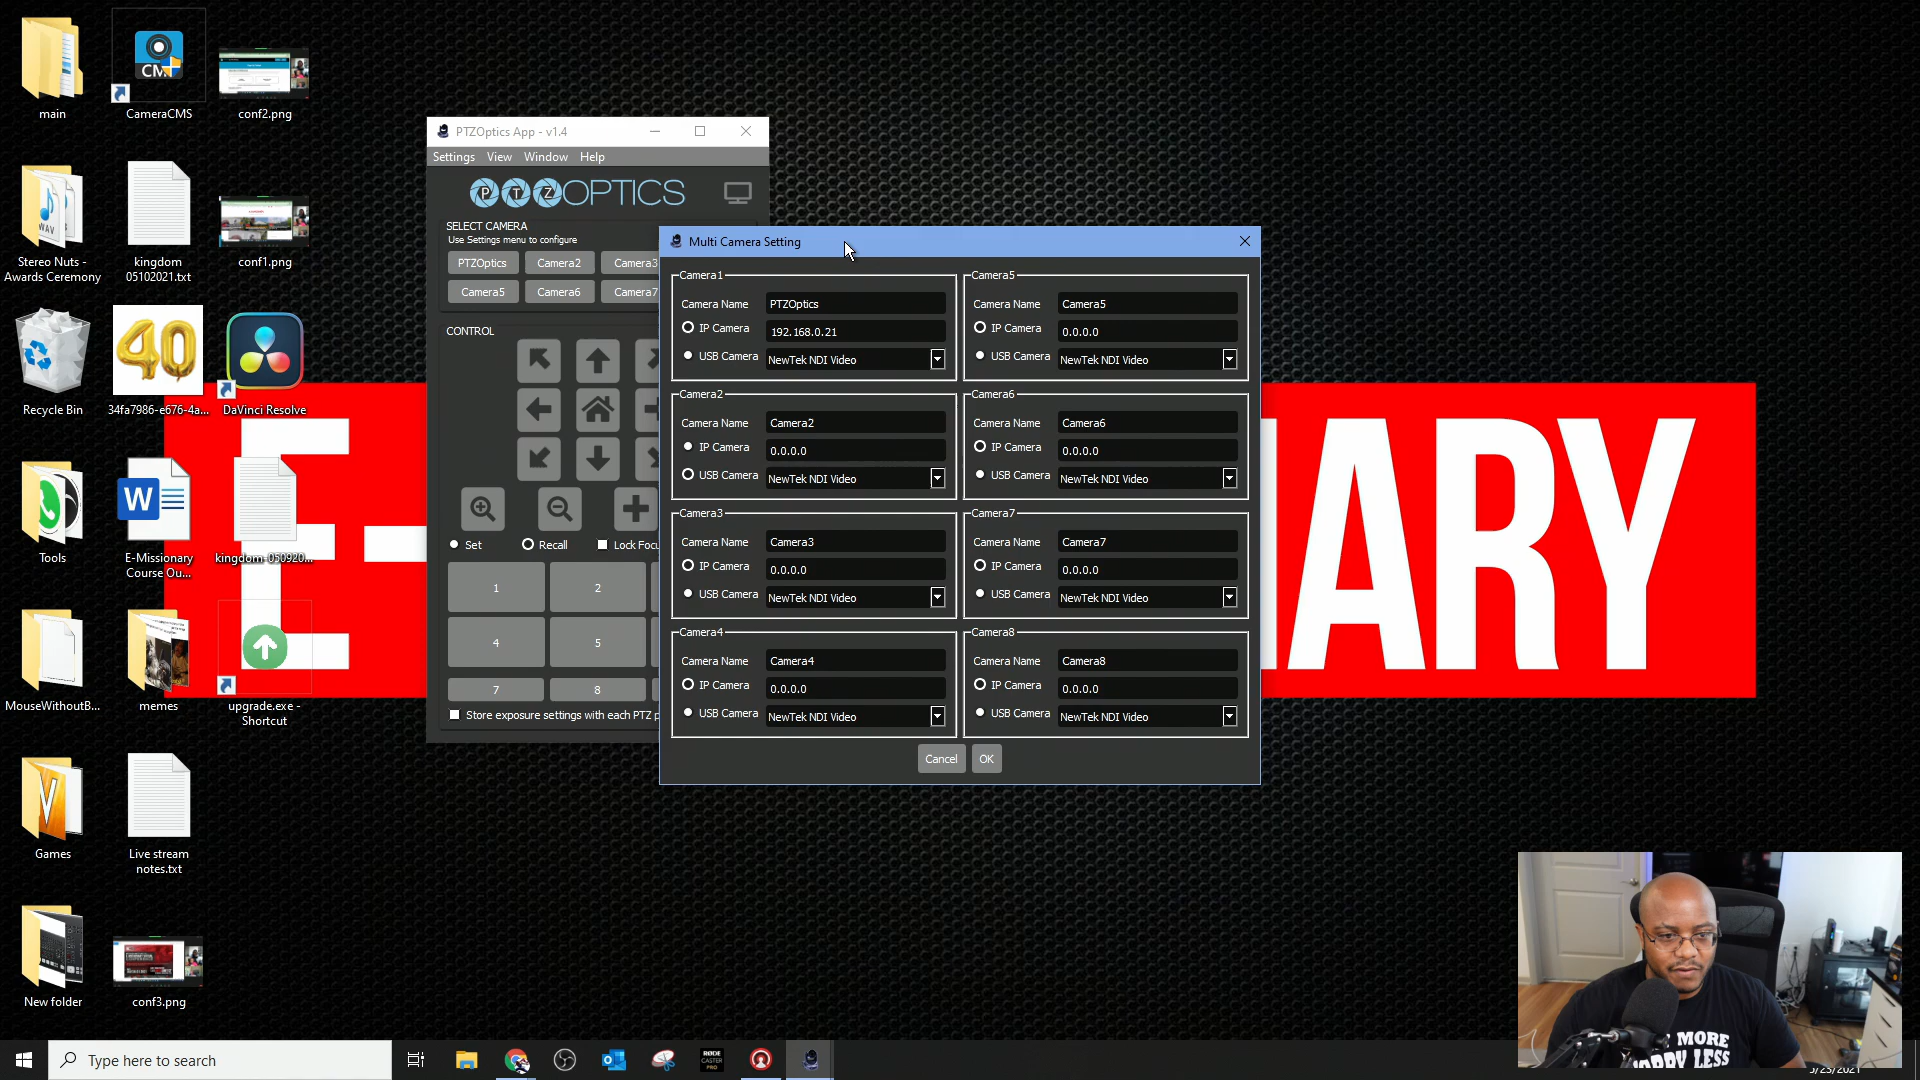 main
CameraCMS
conf2.png
Stereo Nuts -
Awards Ceremony
kingdom
05102021.txt
conf1.png
Recycle Bin
34fa7986-e676-4a...
DaVinci Resolve
Tools
E-Missionary
Course Ou...
kingdom-050920...
MouseWithoutB...
memes
upgrade.exe -
Shortcut
Games
Live stream
notes.txt
New folder
conf3.png
PTZOptics App - v1.4
Settings View Window Help
PTZOPTICS
SELECT CAMERA
Use Settings menu to configure
PTZOptics Camera2 Camera3
Camera5 Camera6 Camera7
CONTROL
Set Recall Lock Focu
1 2
4 5
7 8
Store exposure settings with each PTZ p
Multi Camera Setting
Camera1
Camera Name PTZOptics
IP Camera 192.168.0.21
USB Camera NewTek NDI Video
Camera2
Camera Name Camera2
IP Camera 0.0.0.0
USB Camera NewTek NDI Video
Camera3
Camera Name Camera3
IP Camera 0.0.0.0
USB Camera NewTek NDI Video
Camera4
Camera Name Camera4
IP Camera 0.0.0.0
USB Camera NewTek NDI Video
Camera5
Camera Name Camera5
IP Camera 0.0.0.0
USB Camera NewTek NDI Video
Camera6
Camera Name Camera6
IP Camera 0.0.0.0
USB Camera NewTek NDI Video
Camera7
Camera Name Camera7
IP Camera 0.0.0.0
USB Camera NewTek NDI Video
Camera8
Camera Name Camera8
IP Camera 0.0.0.0
USB Camera NewTek NDI Video
Cancel OK
E-
ARY
MORE
Type here to search
RØDE
CASTER
PRO
5/23/2021